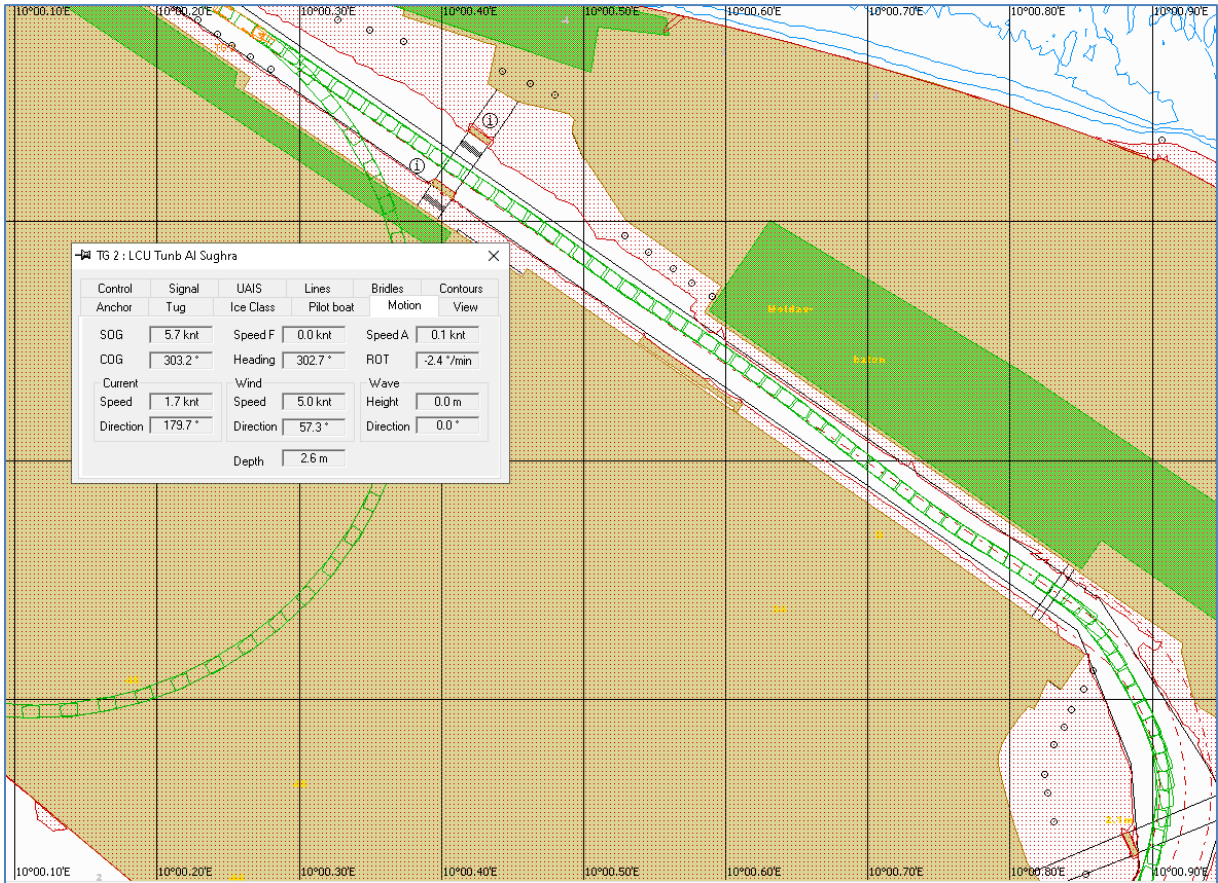 10°00.10'E 10°00.20'E 10°00.30'E 10°00.40'E 10°00.50'E 10°00.60'E 10°00.70'E 10°00.80'E 10°00.90'E
TG 2 : LCU Tunb Al Sughra
Control Signal UAIS Lines Bridles Contours
Anchor Tug Ice Class Pilot boat Motion View
SOG 5.7 knt Speed F 0.0 knt Speed A 0.1 knt
COG 303.2 ° Heading 302.7 ° ROT -2.4 °/min
Current Wind Wave
Speed 1.7 knt Speed 5.0 knt Height 0.0 m
Direction 179.7 ° Direction 57.3 ° Direction 0.0 °
Depth 2.6 m
10°00.10'E 10°00.20'E 10°00.30'E 10°00.40'E 10°00.50'E 10°00.60'E 10°00.70'E 10°00.80'E 10°00.90'E